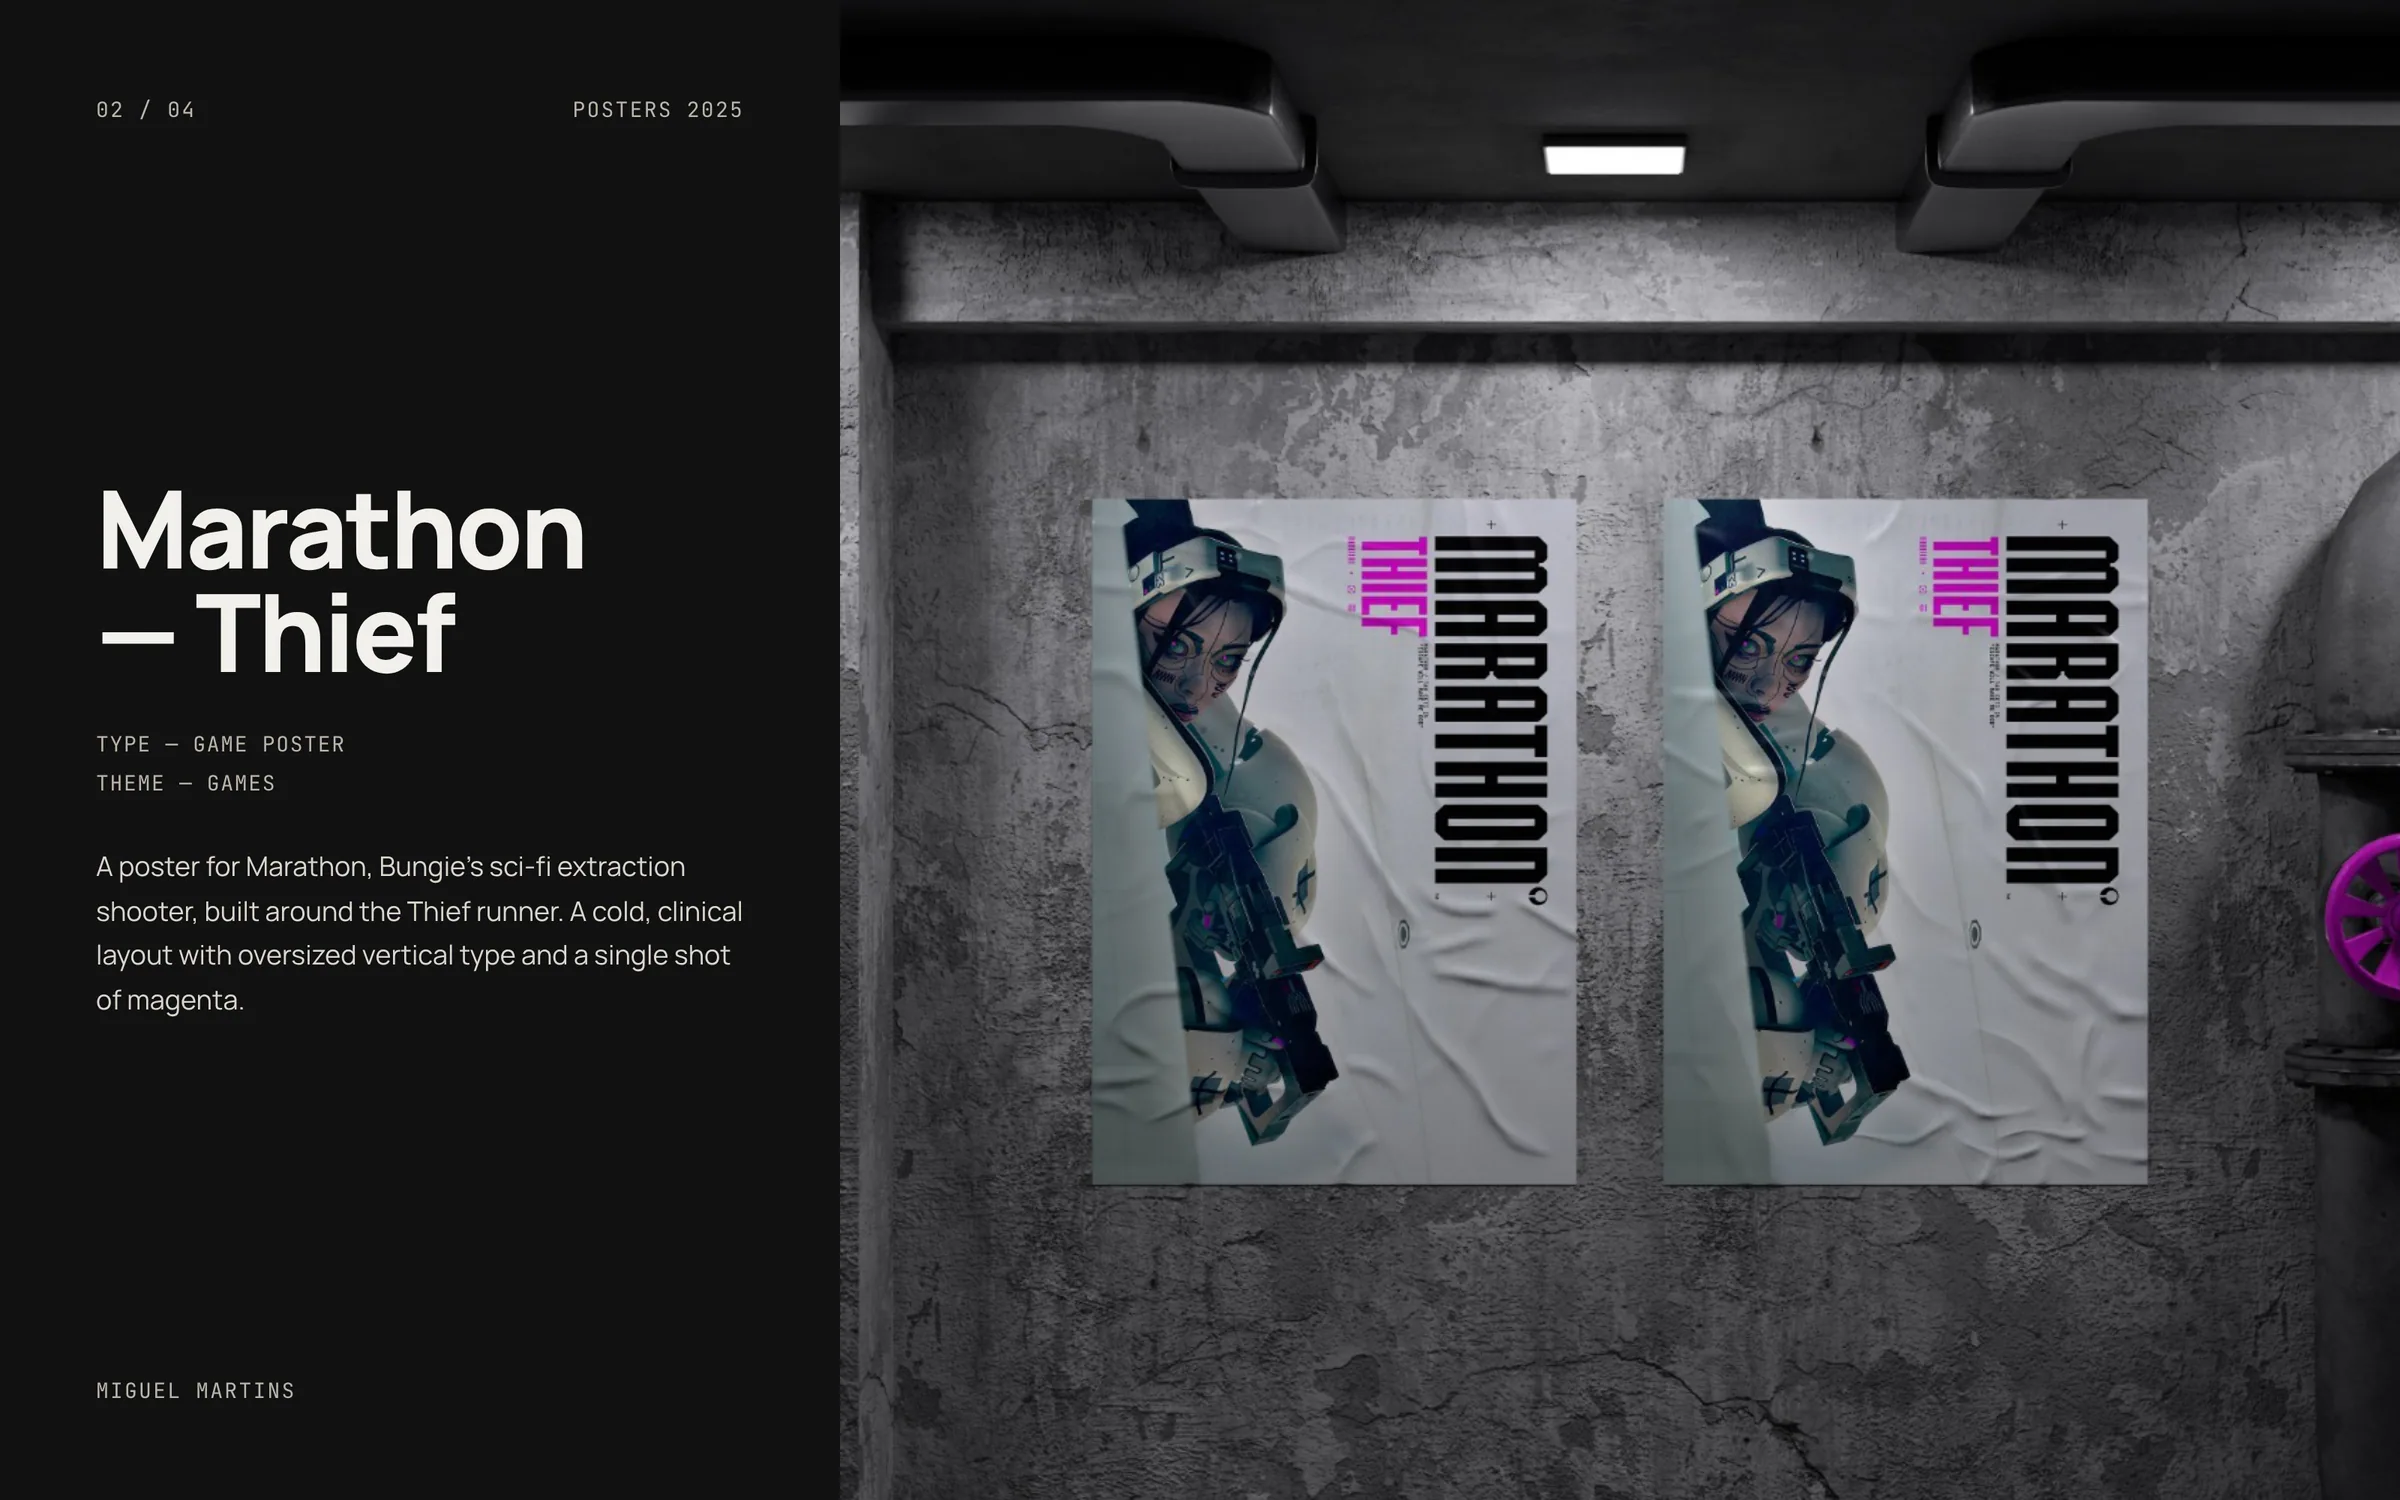 02 / 04
POSTERS 2025
Marathon
— Thief
TYPE — GAME POSTER
THEME — GAMES
A poster for Marathon, Bungie's sci-fi extraction
shooter, built around the Thief runner. A cold, clinical
layout with oversized vertical type and a single shot
of magenta.
MIGUEL MARTINS
MARATHON
THIEF
MARATHON
THIEF